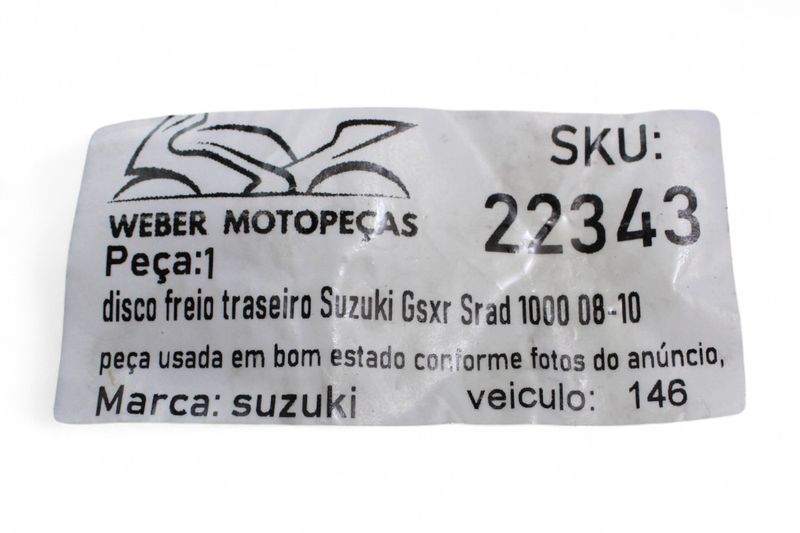 WEBER MOTOPEÇAS
SKU:
22343
Peça:1
disco freio traseiro Suzuki Gsxr Srad 1000 08-10
peça usada em bom estado conforme fotos do anúncio,
Marca: suzuki
veiculo: 146